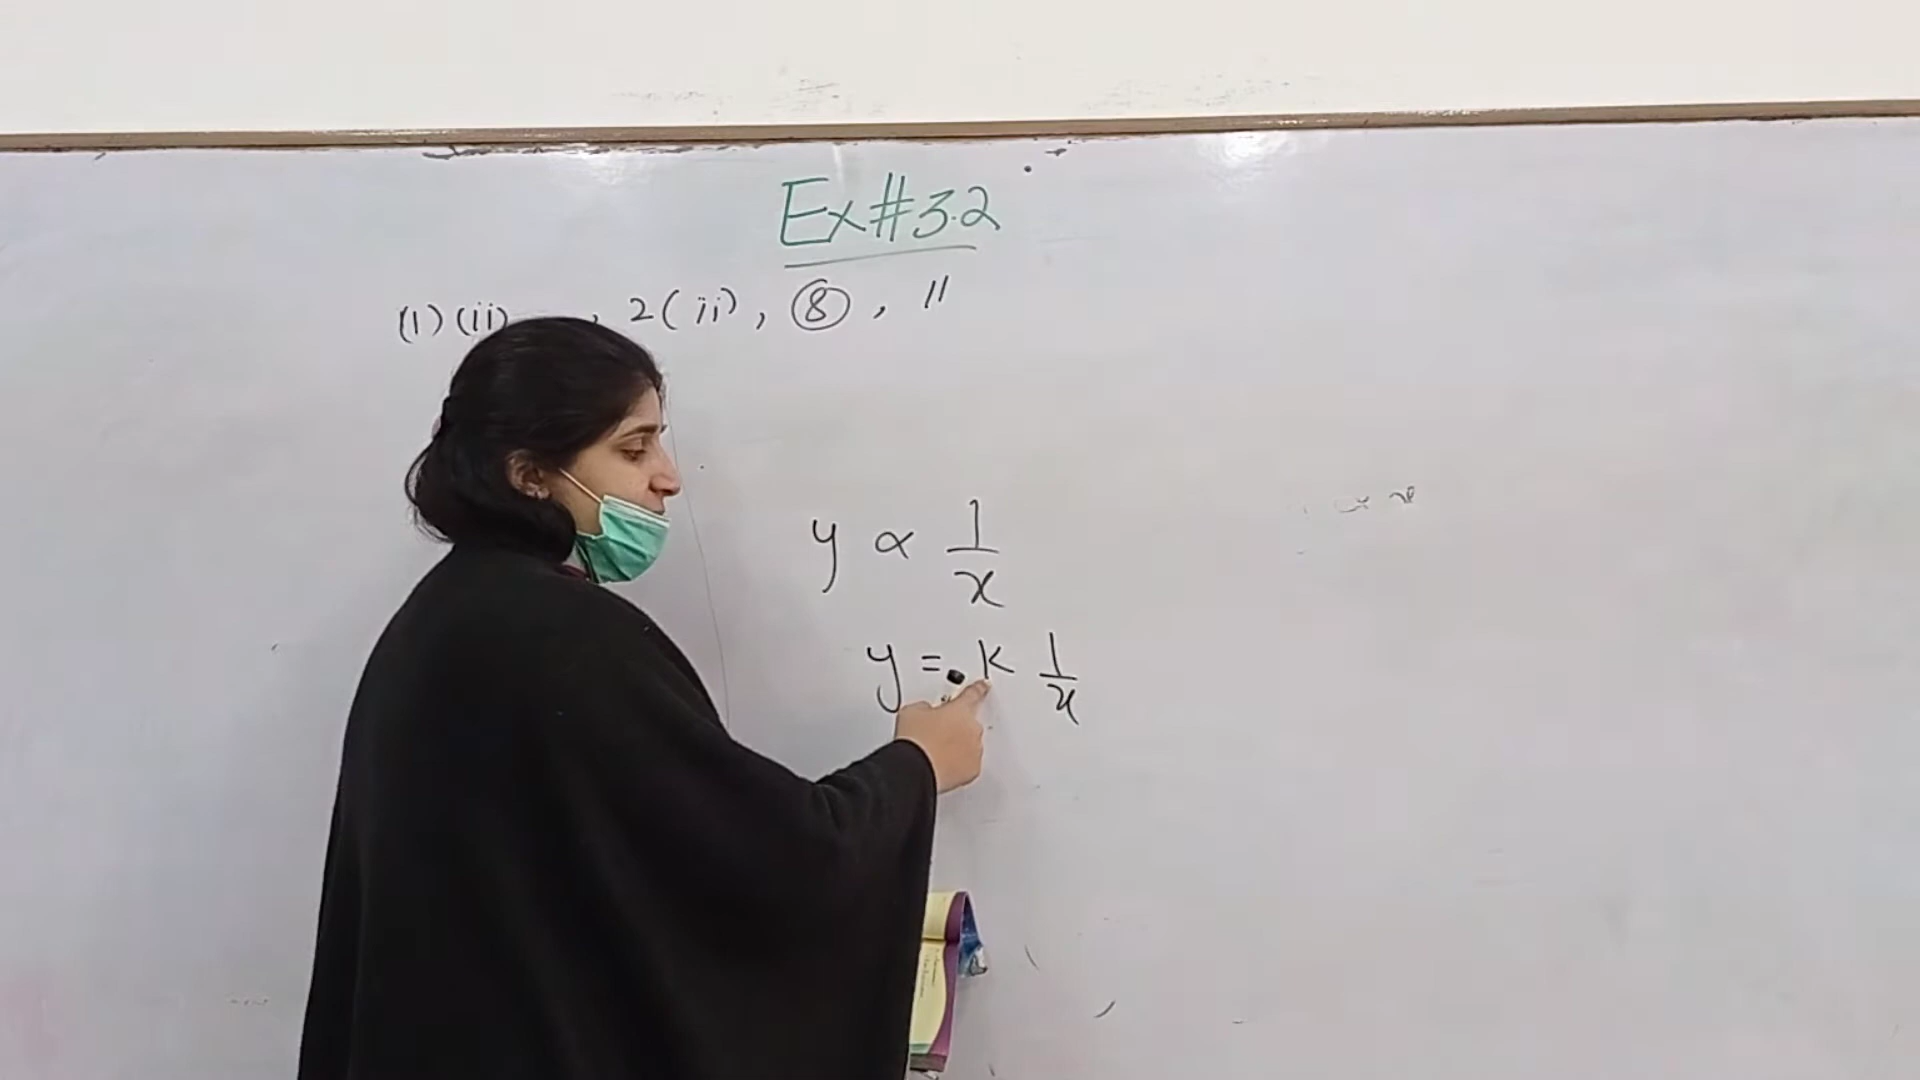 Ex#3.2
(1)(ii) , 2(ii), 8, 11
y ∝ 1/x
y = k 1/x